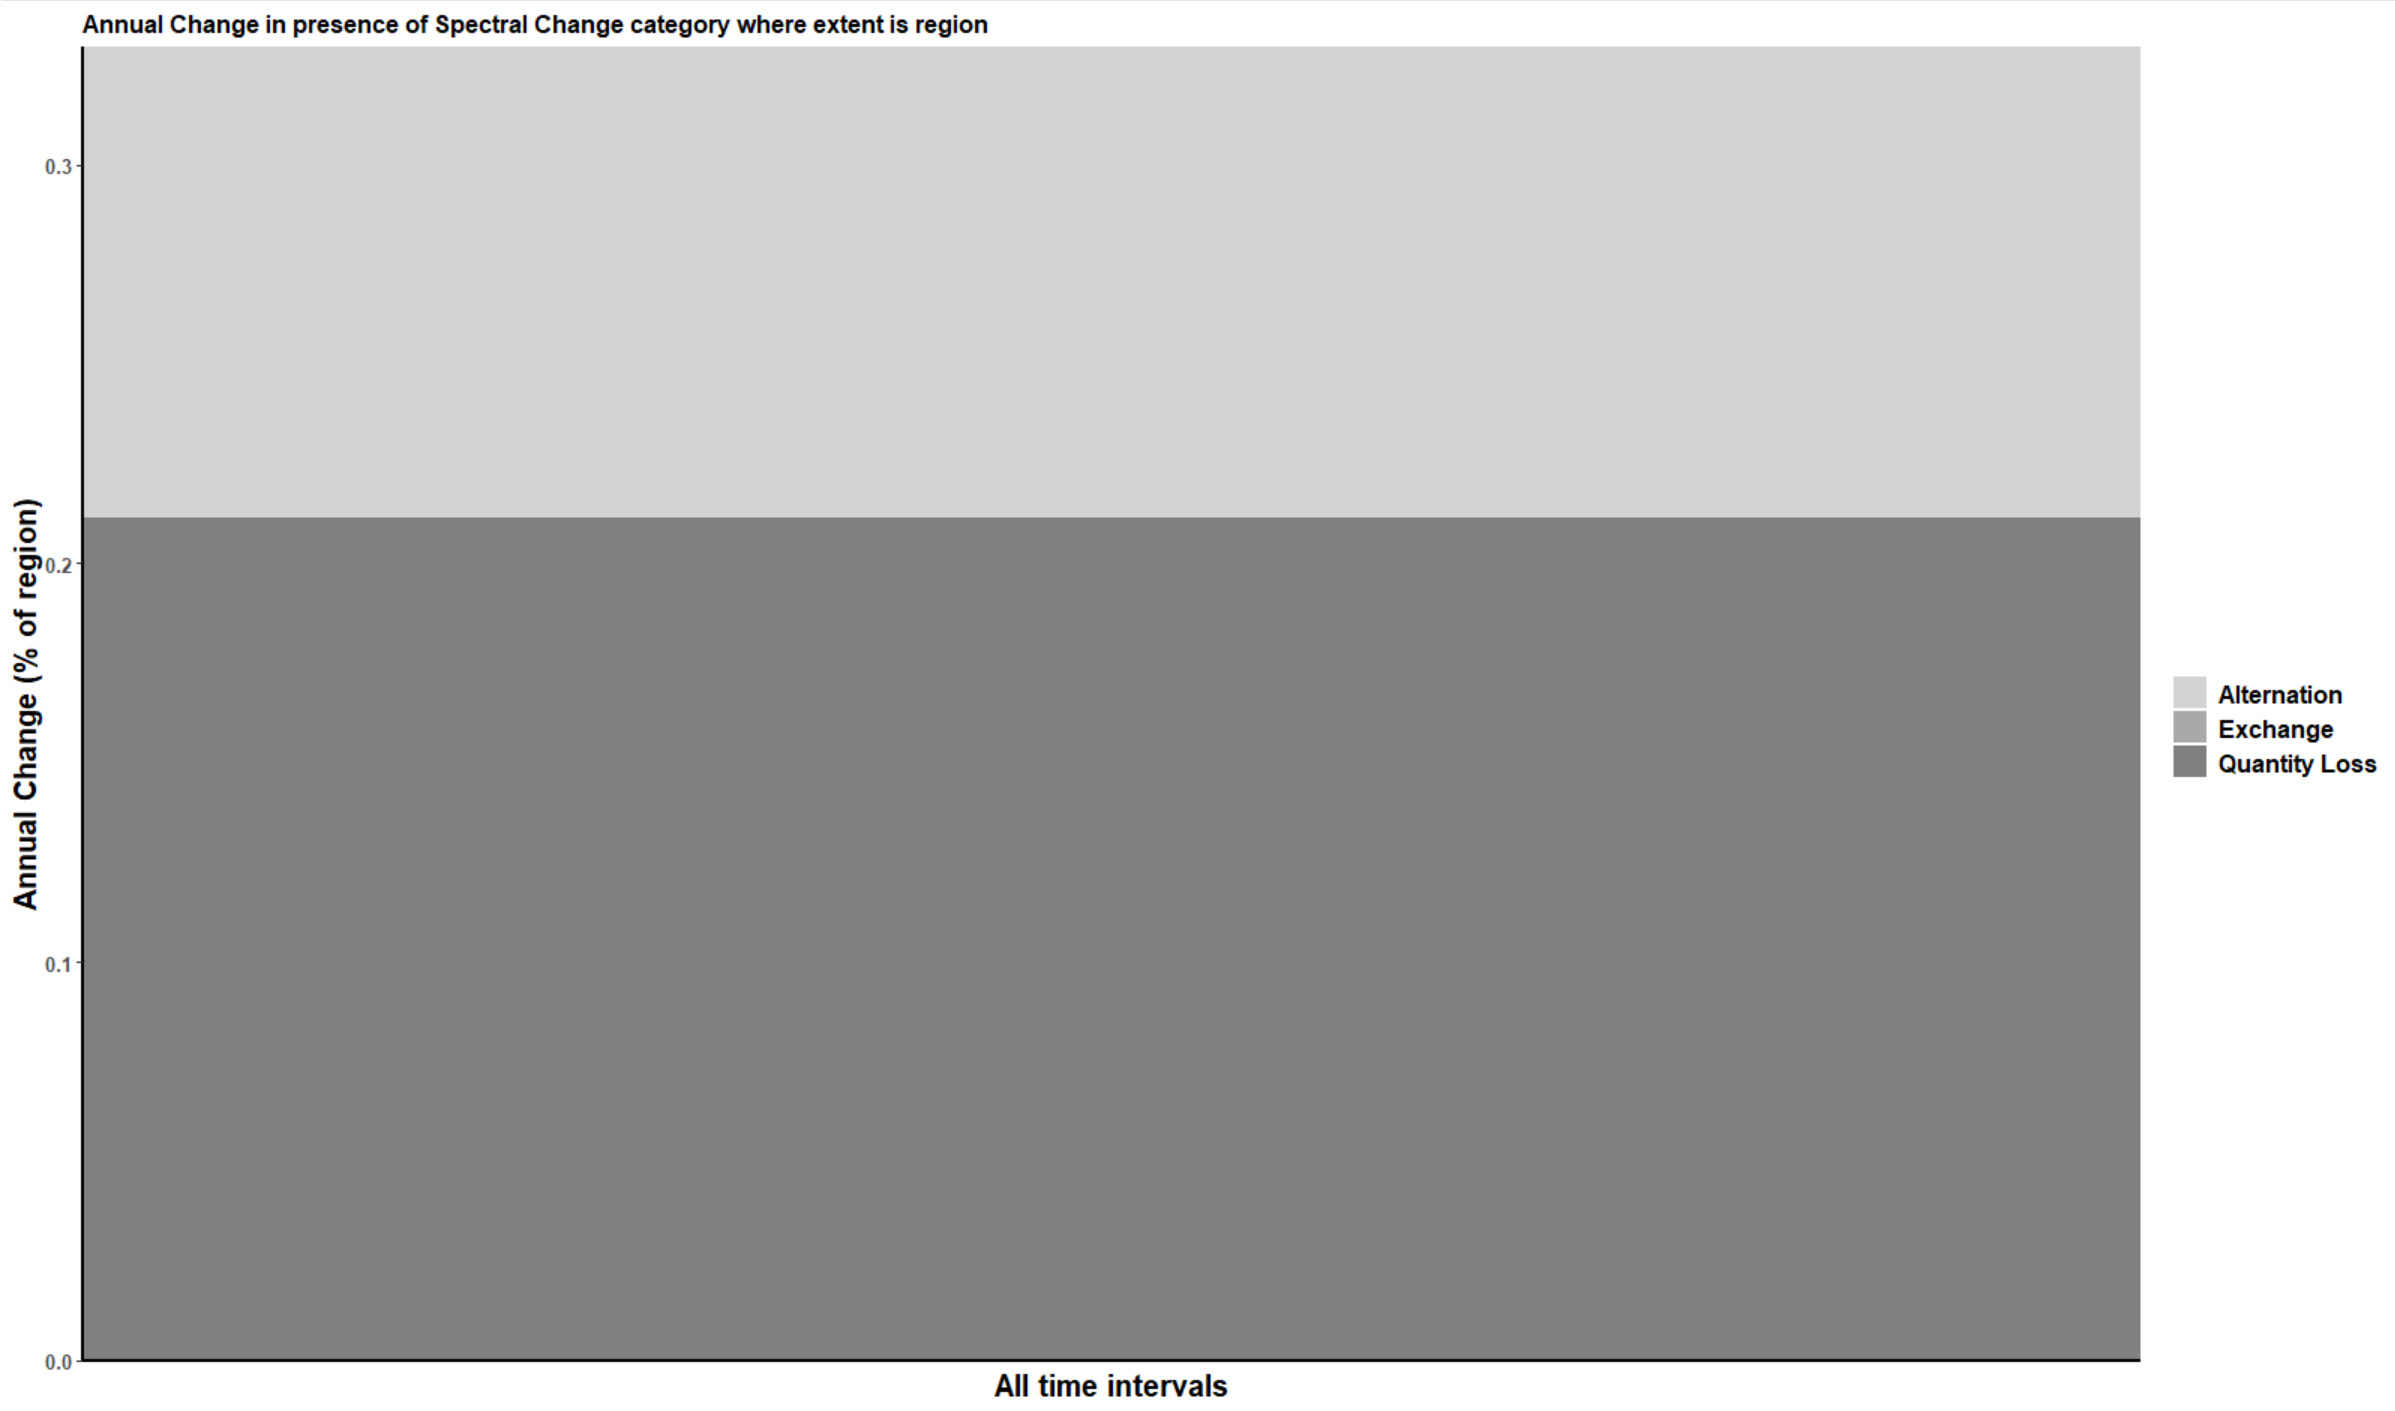 Annual Change in presence of Spectral Change category where extent is region
Annual Change (% of region)
0.3
0.2
0.1
0.0
All time intervals
Alternation
Exchange
Quantity Loss